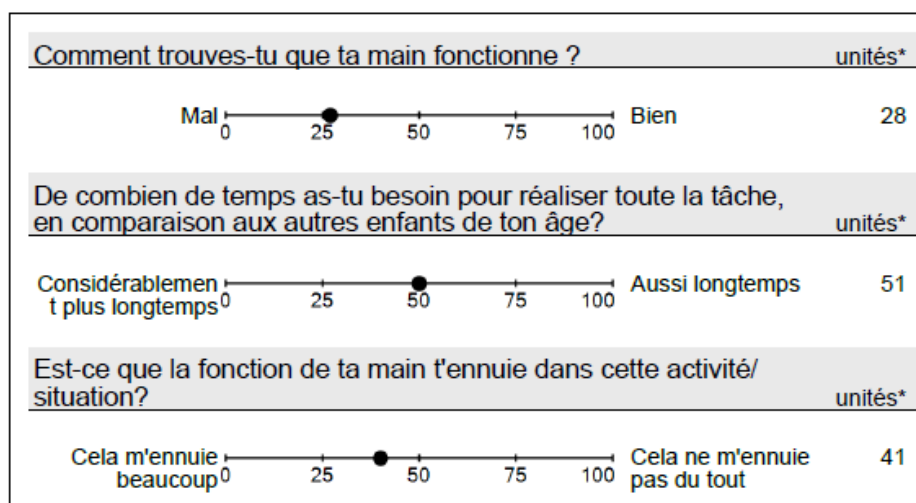 Comment trouves-tu que ta main fonctionne ? unités*
Mal 0 25 50 75 100 Bien 28
De combien de temps as-tu besoin pour réaliser toute la tâche,
en comparaison aux autres enfants de ton âge? unités*
Considérablemen
t plus longtemps 0 25 50 75 100 Aussi longtemps 51
Est-ce que la fonction de ta main t'ennuie dans cette activité/
situation? unités*
Cela m'ennuie Cela ne m'ennuie 41
beaucoup 0 25 50 75 100 pas du tout